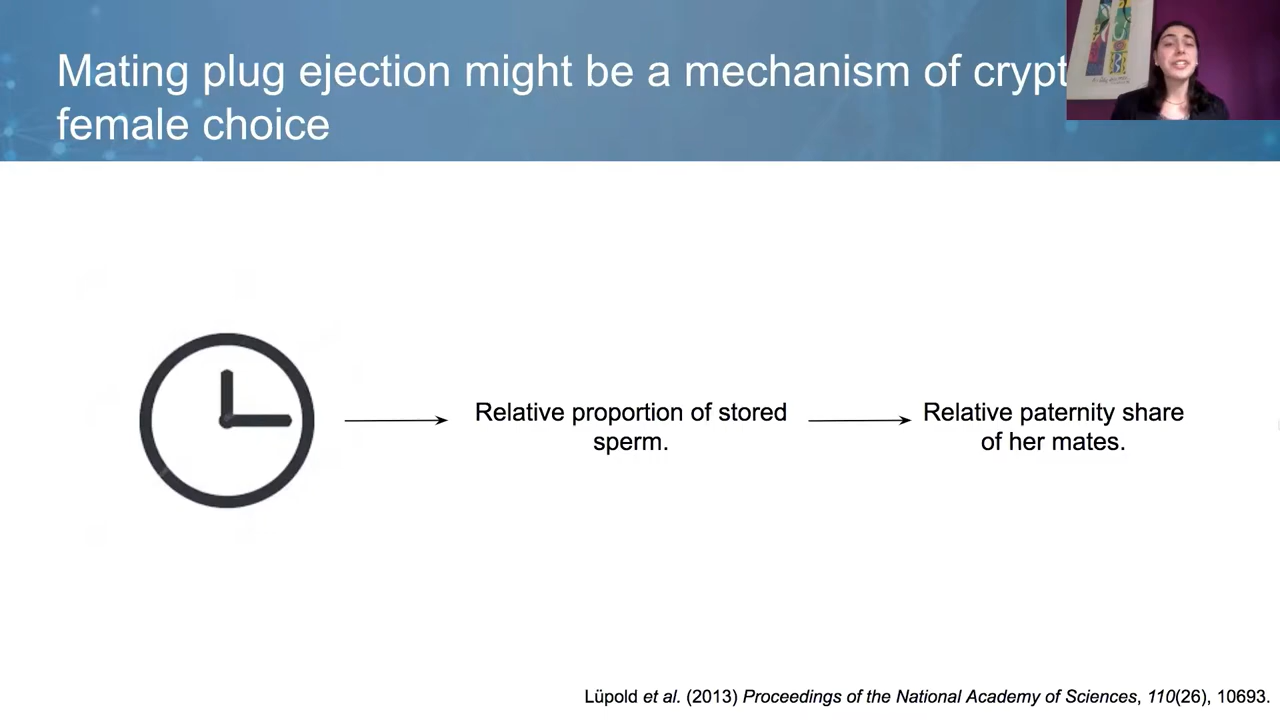 Mating plug ejection might be a mechanism of crypt
female choice
Relative proportion of stored
sperm.
Relative paternity share
of her mates.
Lüpold et al. (2013) Proceedings of the National Academy of Sciences, 110(26), 10693.